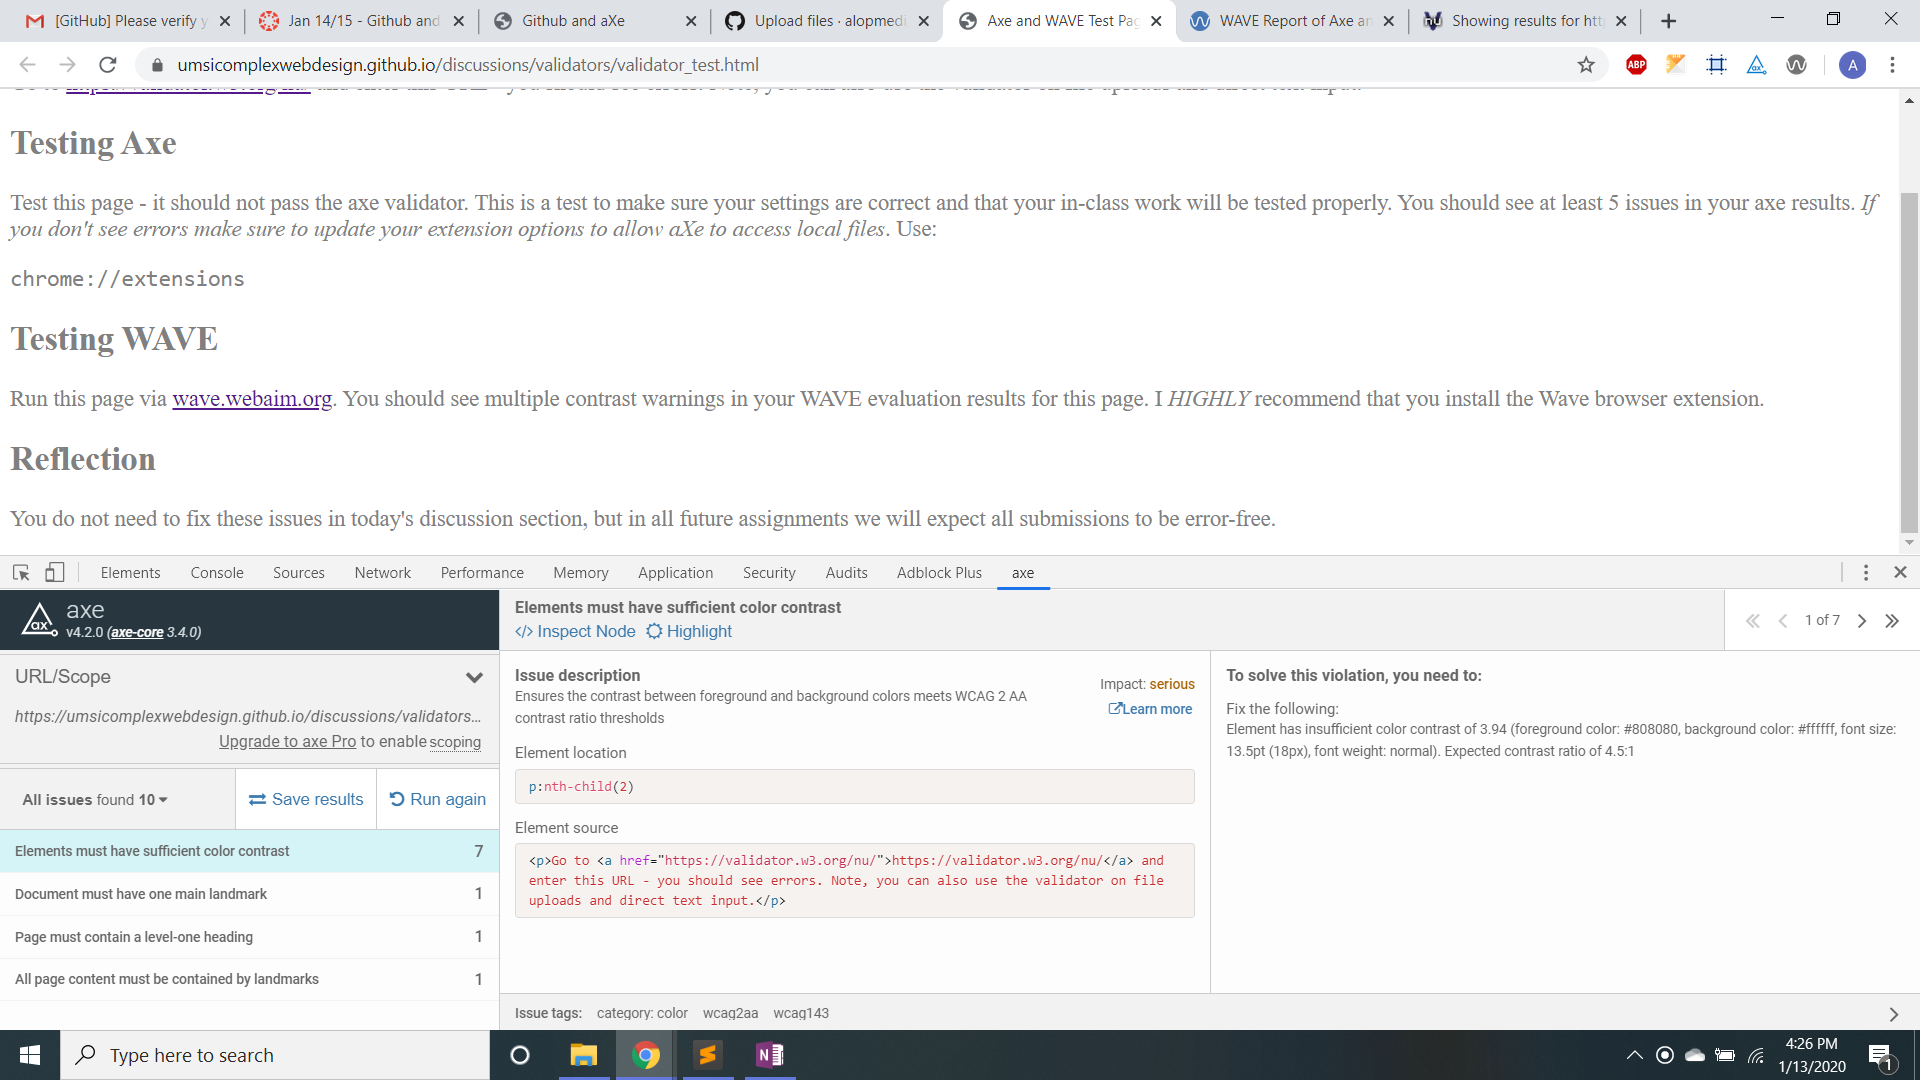 [GitHub] Please verify y
Jan 14/15 - Github and
Github and aXe
Upload files · alopmedi
Axe and WAVE Test Pag
WAVE Report of Axe an
Showing results for htt
umsicomplexwebdesign.github.io/discussions/validators/validator_test.html
ABP
A
Testing Axe
Test this page - it should not pass the axe validator. This is a test to make sure your settings are correct and that your in-class work will be tested properly. You should see at least 5 issues in your axe results. If
you don't see errors make sure to update your extension options to allow aXe to access local files. Use:
chrome://extensions
Testing WAVE
Run this page via wave.webaim.org. You should see multiple contrast warnings in your WAVE evaluation results for this page. I HIGHLY recommend that you install the Wave browser extension.
Reflection
You do not need to fix these issues in today's discussion section, but in all future assignments we will expect all submissions to be error-free.
Elements Console Sources Network Performance Memory Application Security Audits Adblock Plus axe
axe
v4.2.0 (axe-core 3.4.0)
Elements must have sufficient color contrast
</> Inspect Node Highlight
1 of 7
URL/Scope
https://umsicomplexwebdesign.github.io/discussions/validators...
Upgrade to axe Pro to enable scoping
All issues found 10
Save results
Run again
Elements must have sufficient color contrast 7
Document must have one main landmark 1
Page must contain a level-one heading 1
All page content must be contained by landmarks 1
Issue description
Ensures the contrast between foreground and background colors meets WCAG 2 AA
contrast ratio thresholds
Impact: serious
Learn more
Element location
p:nth-child(2)
Element source
<p>Go to <a href="https://validator.w3.org/nu/">https://validator.w3.org/nu/</a> and
enter this URL - you should see errors. Note, you can also use the validator on file
uploads and direct text input.</p>
To solve this violation, you need to:
Fix the following:
Element has insufficient color contrast of 3.94 (foreground color: #808080, background color: #ffffff, font size:
13.5pt (18px), font weight: normal). Expected contrast ratio of 4.5:1
Issue tags: category: color wcag2aa wcag143
Type here to search
4:26 PM
1/13/2020
1